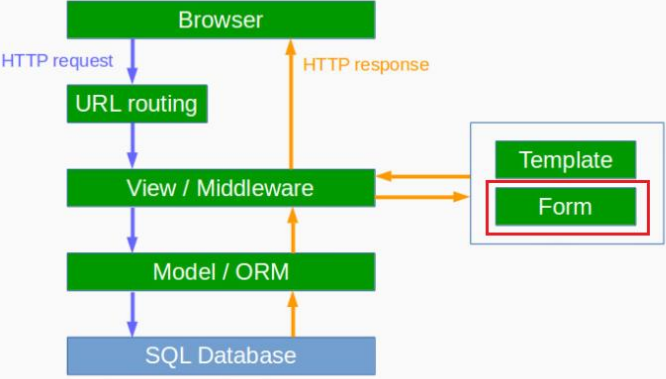 Browser
HTTP request
HTTP response
URL routing
Template
View / Middleware
Form
Model / ORM
SQL Database